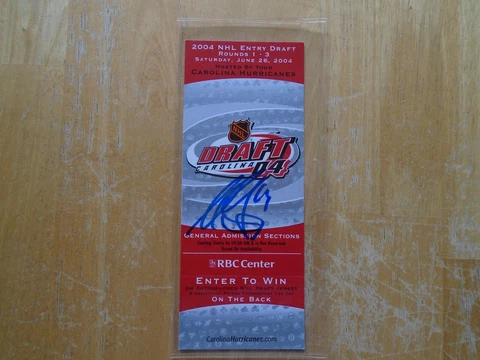 2004 NHL ENTRY DRAFT
ROUNDS 1 - 3
SATURDAY, JUNE 26, 2004
HOSTED BY YOUR
CAROLINA HURRICANES
NHL
DRAFT
CAROLINA 04
GENERAL ADMISSION SECTIONS
RBC Center
ENTER TO WIN
ON THE BACK
CarolinaHurricanes.com